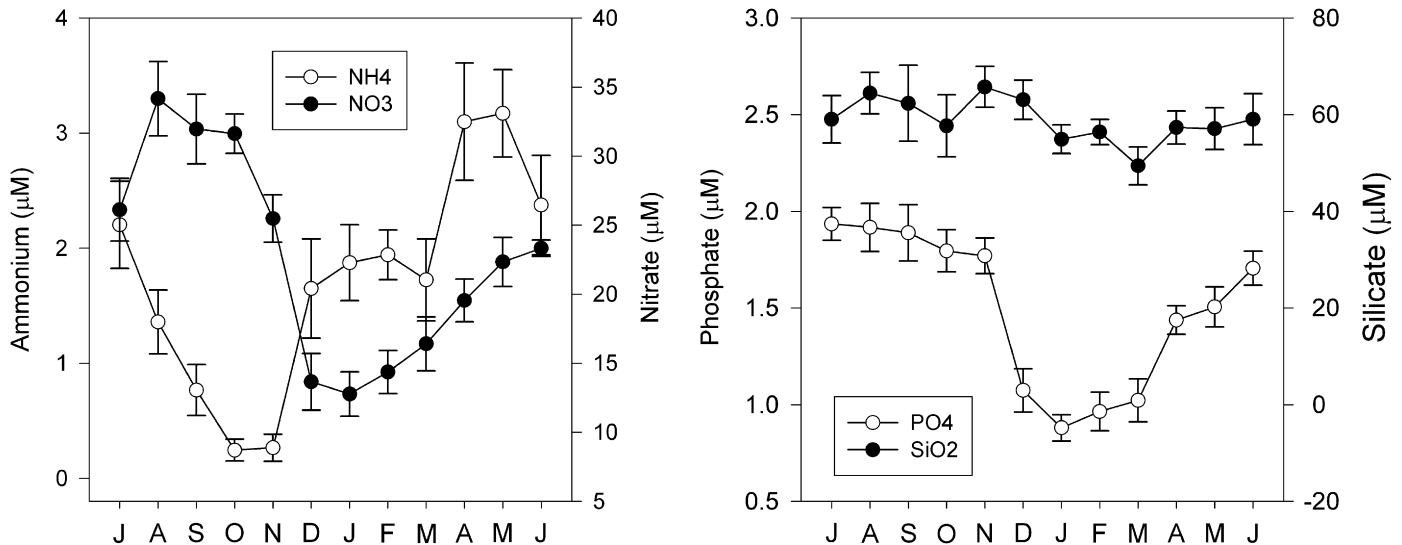 4
3
2
1
0
Ammonium (μM)
NH4
NO3
40
35
30
25
20
15
10
5
Nitrate (μM)
J A S O N D J F M A M J
3.0
2.5
2.0
1.5
1.0
0.5
Phosphate (μM)
PO4
SiO2
80
60
40
20
0
-20
Silicate (μM)
J A S O N D J F M A M J